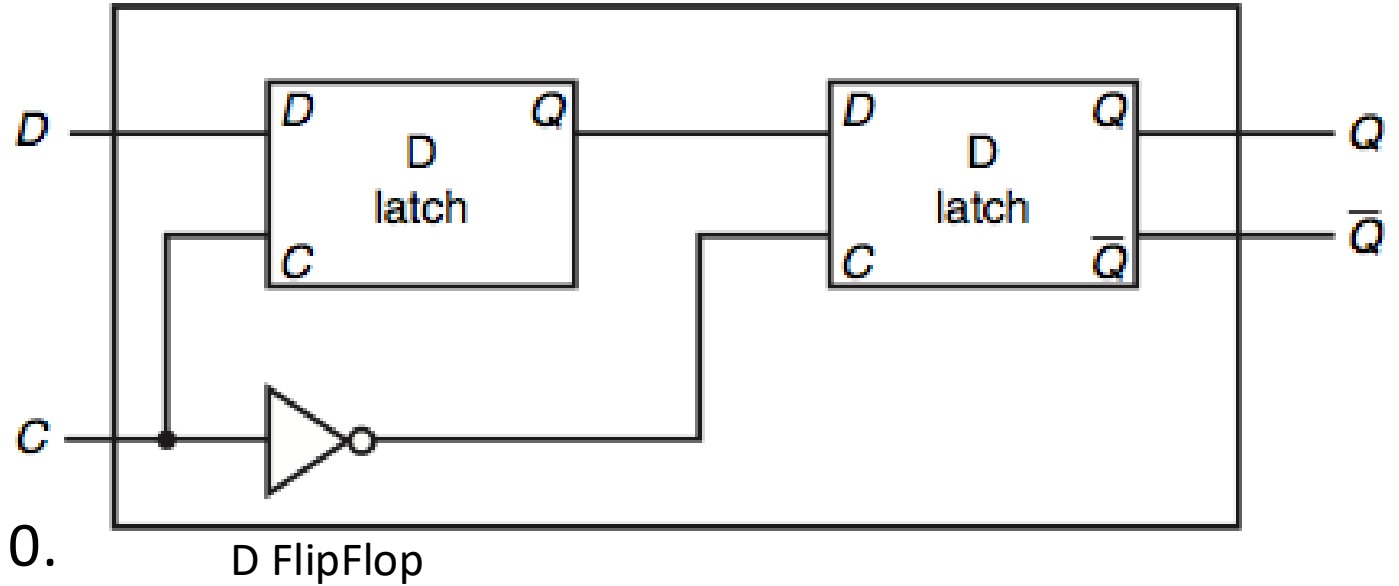 D Q D Q
D D Q
D
latch latch
Q̅
C C Q̅
C
0.
D FlipFlop